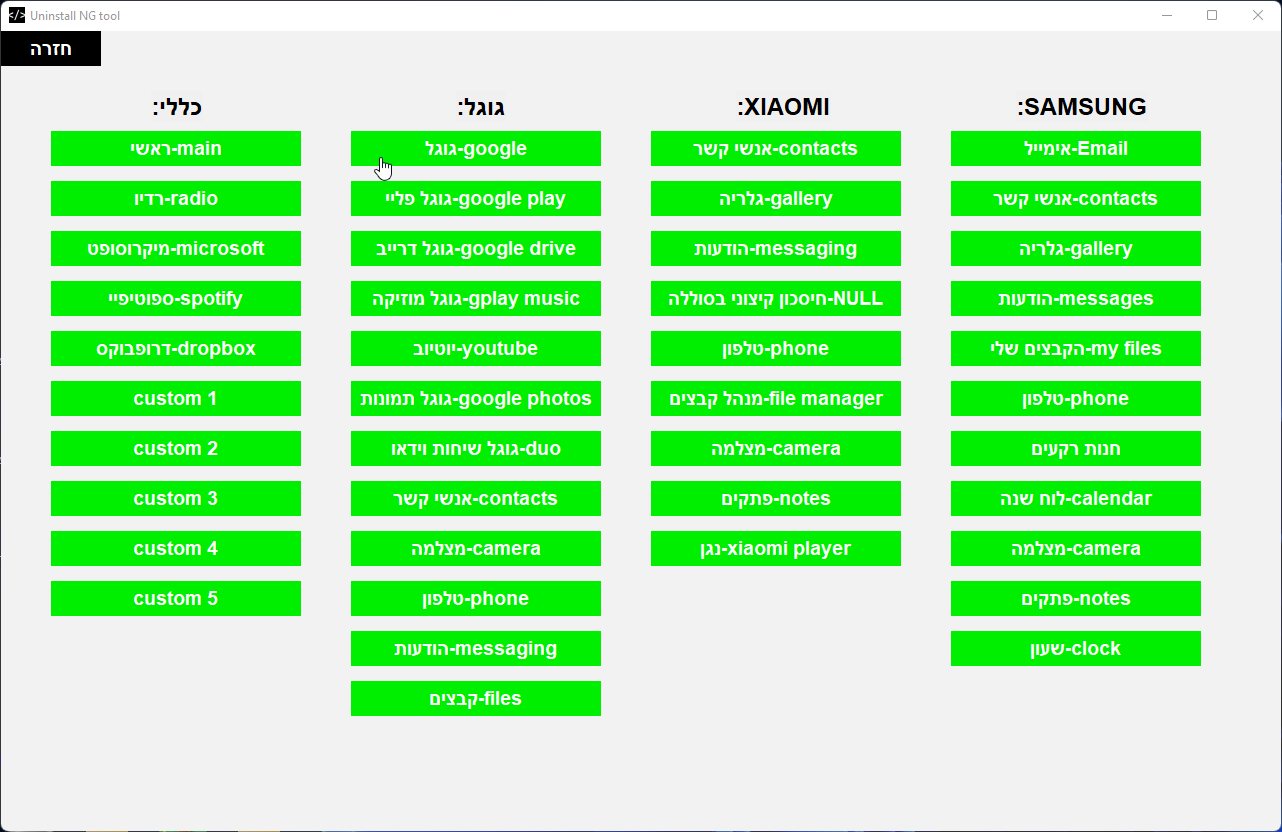 </> Uninstall NG tool
חזרה
כללי:
ראשי-main
רדיו-radio
מיקרוסופט-microsoft
ספוטיפיי-spotify
דרופבוקס-dropbox
custom 1
custom 2
custom 3
custom 4
custom 5
גוגל:
גוגל-google
גוגל פליי-google play
גוגל דרייב-google drive
גוגל מוזיקה-gplay music
יוטיוב-youtube
גוגל תמונות-google photos
גוגל שיחות וידאו-duo
אנשי קשר-contacts
מצלמה-camera
טלפון-phone
הודעות-messaging
קבצים-files
:XIAOMI
אנשי קשר-contacts
גלריה-gallery
הודעות-messaging
חיסכון קיצוני בסוללה-NULL
טלפון-phone
מנהל קבצים-file manager
מצלמה-camera
פתקים-notes
נגן-xiaomi player
:SAMSUNG
אימייל-Email
אנשי קשר-contacts
גלריה-gallery
הודעות-messages
הקבצים שלי-my files
טלפון-phone
חנות רקעים
לוח שנה-calendar
מצלמה-camera
פתקים-notes
שעון-clock